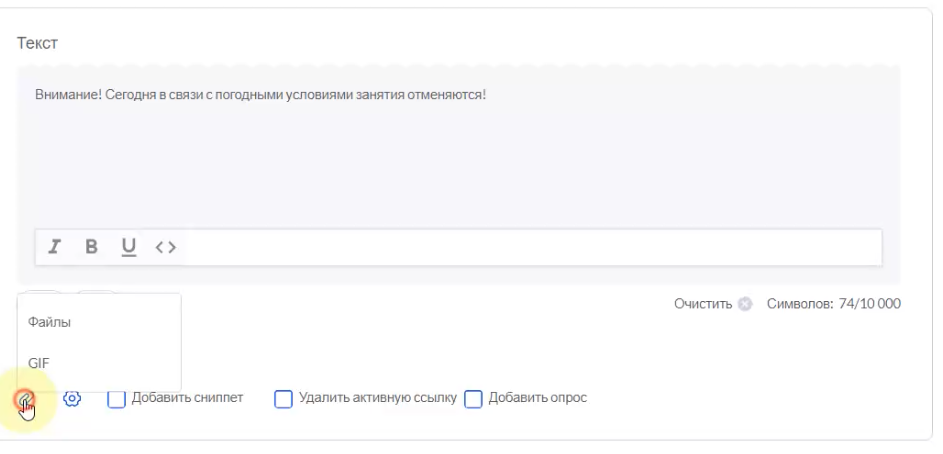 Текст
Внимание! Сегодня в связи с погодными условиями занятия отменяются!
I B U <>
Очистить Символов: 74/10 000
Файлы
GIF
Добавить сниппет Удалить активную ссылку Добавить опрос